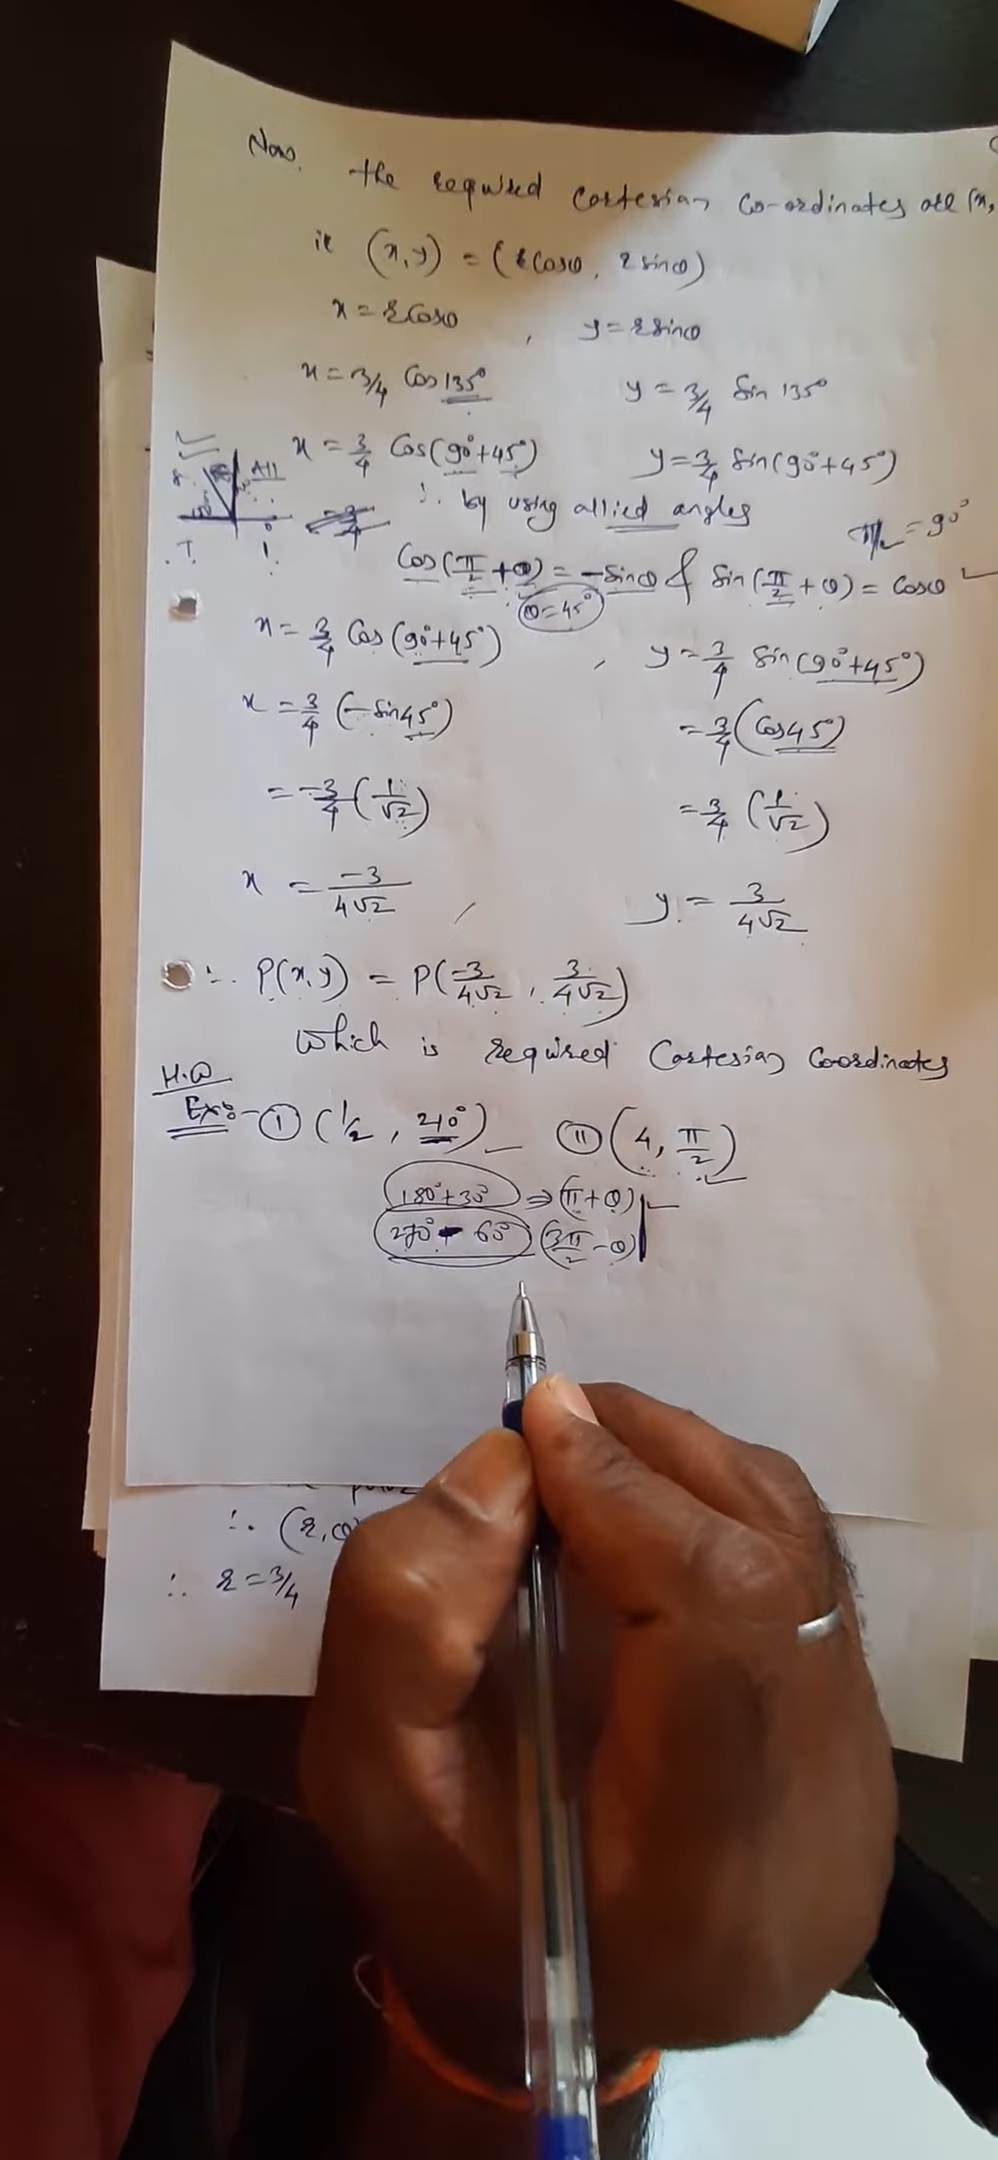 Now, the required Cartesian Co-ordinates are (x,
ie (x,y) = (rcosθ, rsinθ)
x = rcosθ , y = rsinθ
x = 3/4 Cos 135° y = 3/4 Sin 135°
x = 3/4 Cos(90°+45°) y = 3/4 Sin(90°+45°)
S All
T
∴ by using allied angles π/2 = 90°
Cos(π/2 + θ) = -sinθ & Sin(π/2 + θ) = cosθ
θ=45°
x = 3/4 Cos(90°+45°) , y = 3/4 Sin(90°+45°)
x = 3/4 (-Sin45°) = 3/4 (Cos45°)
= -3/4 (1/√2) = 3/4 (1/√2)
x = -3/4√2 , y = 3/4√2
∴ P(x,y) = P(-3/4√2 , 3/4√2)
Which is required Cartesian Coordinates
H.W
Ex:- ① (1/2, 210°) ⑪ (4, π/2)
180°+30° ⇒ (π+θ)
270° - 60° (3π/2 - θ)
∴ (r,θ)
∴ r = 3/4